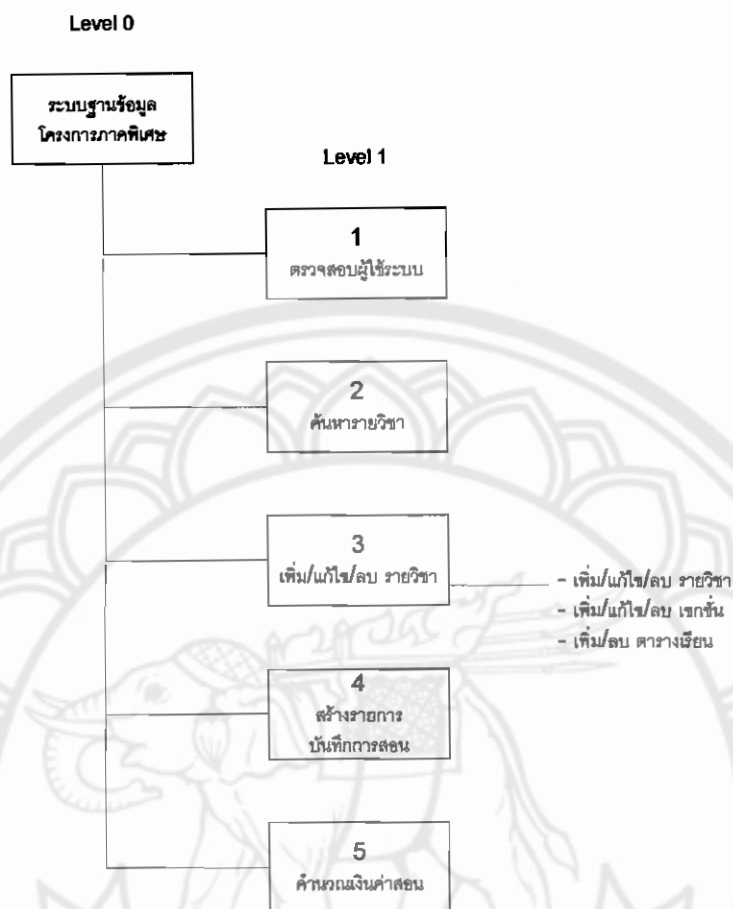 Level 0
ระบบฐานข้อมูล
โครงการภาคพิเศษ
Level 1
1
ตรวจสอบผู้ใช้ระบบ
2
ค้นหารายวิชา
3
เพิ่ม/แก้ไข/ลบ รายวิชา
- เพิ่ม/แก้ไข/ลบ รายวิชา
- เพิ่ม/แก้ไข/ลบ เซกชั่น
- เพิ่ม/ลบ ตารางเรียน
4
สร้างรายการ
บันทึกการสอน
5
คำนวณเงินค่าสอน